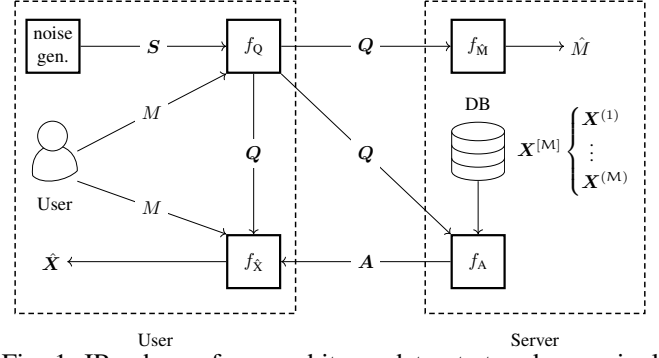 noise
gen.
S
f_Q
Q
f_M̂
M̂
M
DB
X^{[M]}
X^{(1)}
⋮
X^{(M)}
Q
Q
User
M
X̂
f_X̂
A
f_A
User
Server